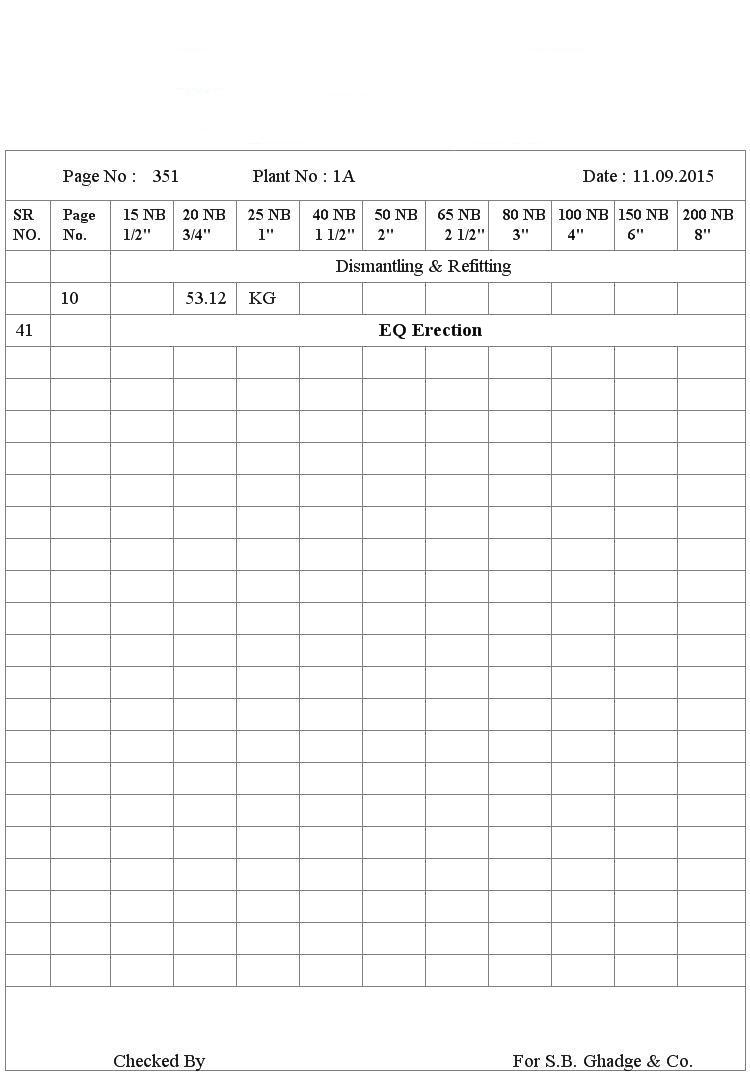 Page No : 351 Plant No : 1A Date : 11.09.2015
SR Page 15 NB 20 NB 25 NB 40 NB 50 NB 65 NB 80 NB 100 NB 150 NB 200 NB
NO. No. 1/2" 3/4" 1" 1 1/2" 2" 2 1/2" 3" 4" 6" 8"
Dismantling & Refitting
10 53.12 KG
41 EQ Erection
Checked By For S.B. Ghadge & Co.